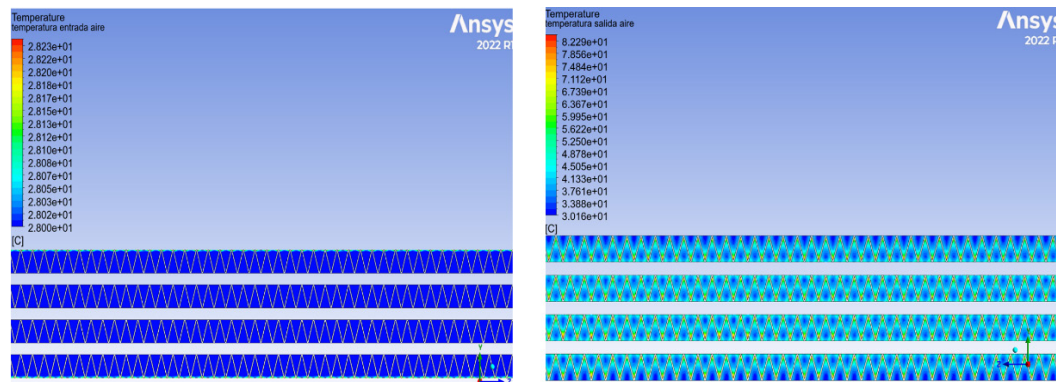 Temperature
temperatura entrada aire
2.823e+01
2.822e+01
2.820e+01
2.818e+01
2.817e+01
2.815e+01
2.813e+01
2.812e+01
2.810e+01
2.808e+01
2.807e+01
2.805e+01
2.803e+01
2.802e+01
2.800e+01
[C]
Ansys
2022 R1
Y
Temperature
temperatura salida aire
8.229e+01
7.856e+01
7.484e+01
7.112e+01
6.739e+01
6.367e+01
5.995e+01
5.622e+01
5.250e+01
4.878e+01
4.505e+01
4.133e+01
3.761e+01
3.388e+01
3.016e+01
[C]
Ansys
2022 R